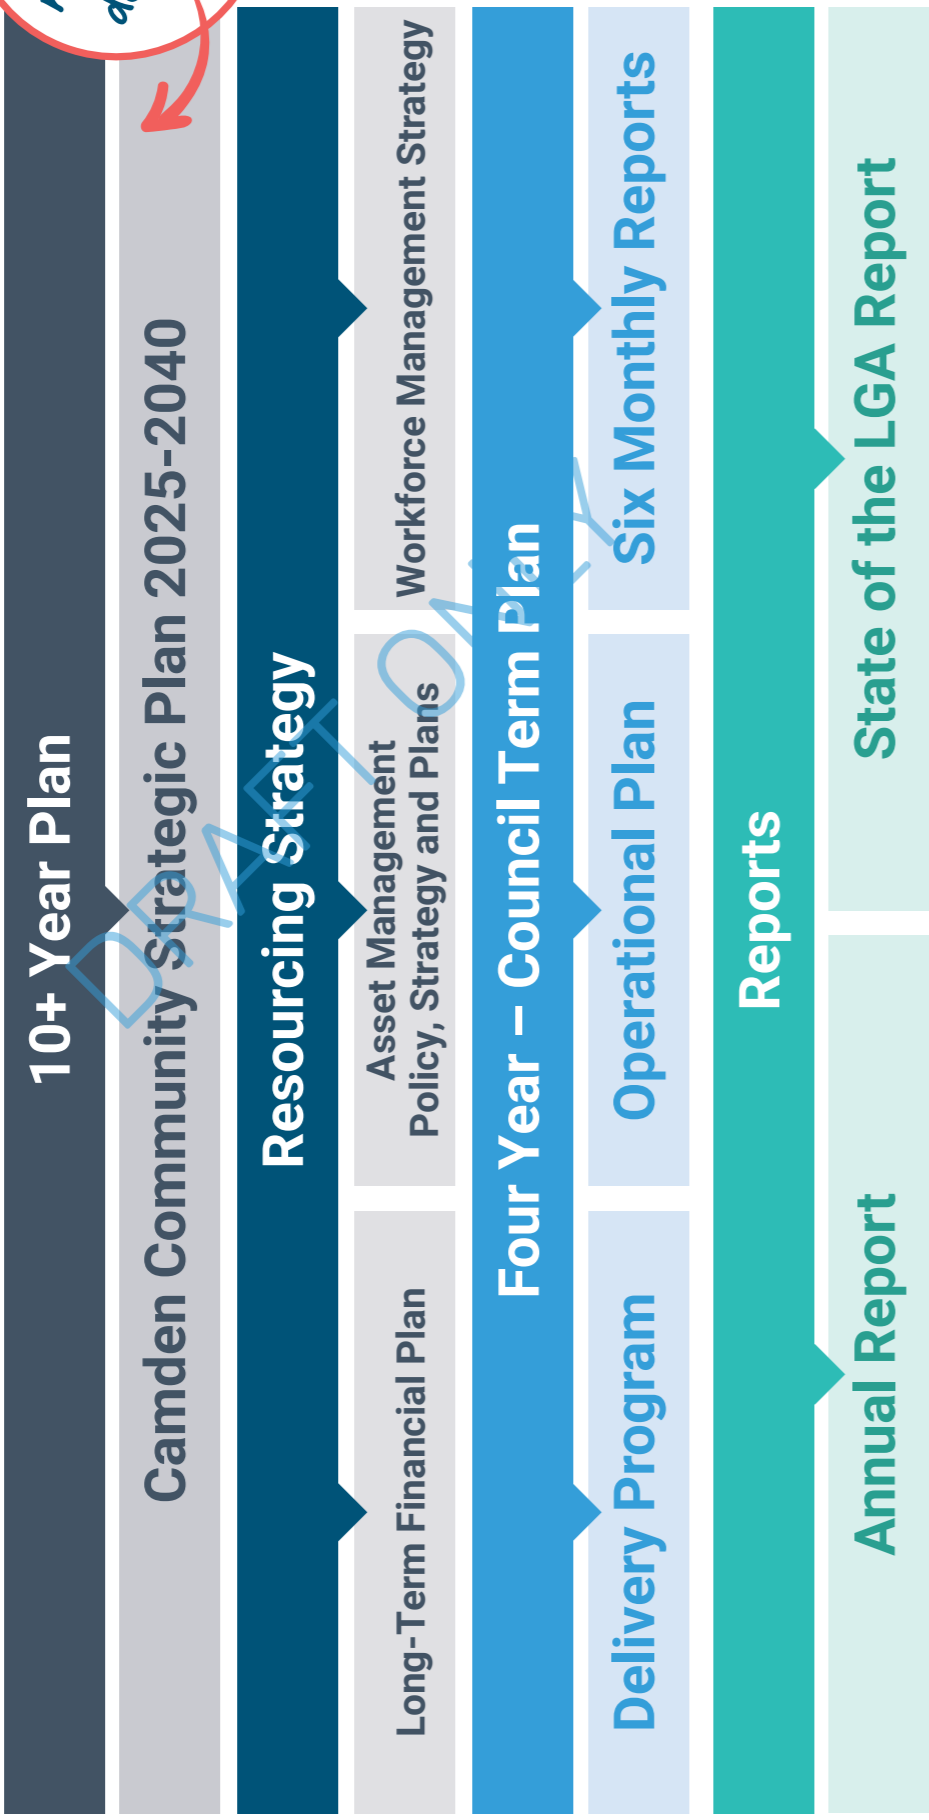 10+ Year Plan
Camden Community Strategic Plan 2025-2040
Resourcing Strategy
Long-Term Financial Plan
Asset Management
Policy, Strategy and Plans
Workforce Management Strategy
Four Year – Council Term Plan
Delivery Program
Operational Plan
Six Monthly Reports
Reports
Annual Report
State of the LGA Report
DRAFT ONLY